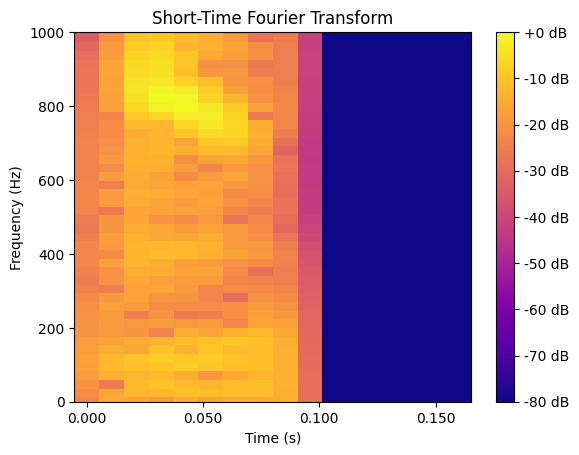 Short-Time Fourier Transform
1000
800
600
400
200
0
Frequency (Hz)
0.000
0.050
0.100
0.150
Time (s)
+0 dB
-10 dB
-20 dB
-30 dB
-40 dB
-50 dB
-60 dB
-70 dB
-80 dB